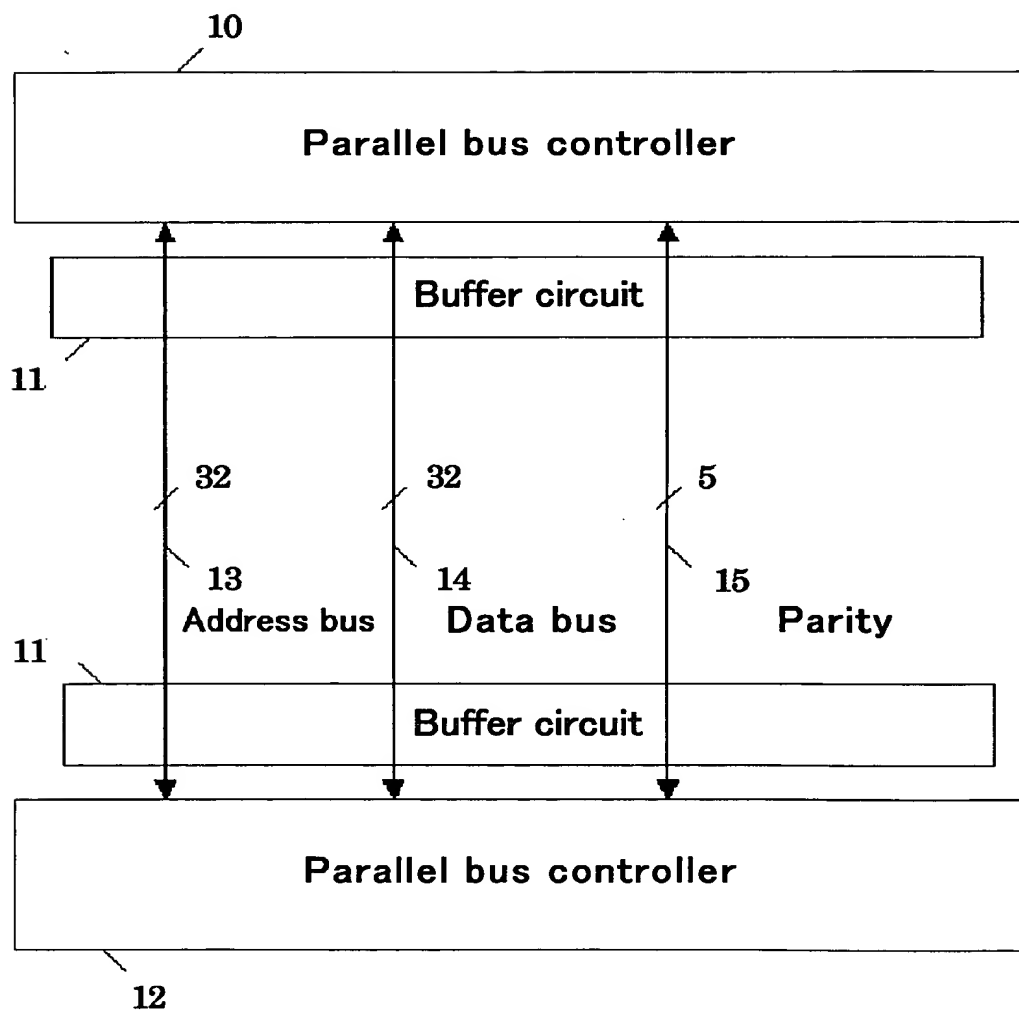 10
Parallel bus controller
Buffer circuit
11
32 32 5
13 14 15
Address bus Data bus Parity
11
Buffer circuit
Parallel bus controller
12